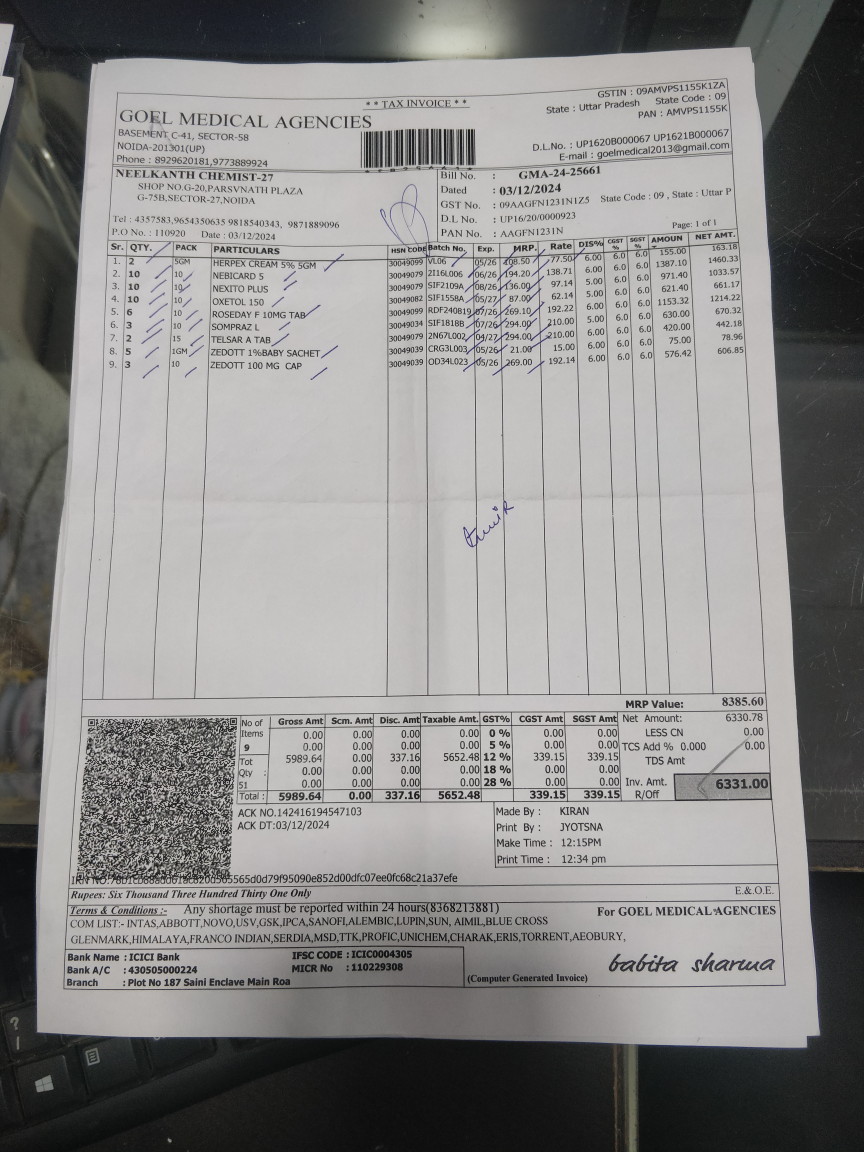 ** TAX INVOICE **
GSTIN : 09AMVPS1155K1ZA
State : Uttar Pradesh State Code : 09
PAN : AMVPS1155K
GOEL MEDICAL AGENCIES
BASEMENT C-41, SECTOR-58
NOIDA-201301(UP)
Phone : 8929620181,9773889924
D.L.No. : UP1620B000067 UP1621B000067
E-mail : goelmedical2013@gmail.com
NEELKANTH CHEMIST-27
SHOP NO.G-20,PARSVNATH PLAZA
G-75B,SECTOR-27,NOIDA
Tel : 4357583,9654350635 9818540343, 9871889096
P.O No. : 110920 Date : 03/12/2024
Bill No. : GMA-24-25661
Dated : 03/12/2024
GST No. : 09AAGFN1231N1Z5 State Code : 09 , State : Uttar P
D.L No. : UP16/20/0000923
PAN No. : AAGFN1231N Page: 1 of 1
Sr. QTY. PACK PARTICULARS HSN CODE Batch No. Exp. MRP. Rate DIS% CGST % SGST % AMOUN NET AMT.
1. 2 5GM HERPEX CREAM 5% 5GM 30049099 VL06 05/26 108.50 77.50 6.00 6.0 6.0 155.00 163.18
2. 10 10 NEBICARD 5 30049079 2I16L006 06/26 194.20 138.71 6.00 6.0 6.0 1387.10 1460.33
3. 10 10 NEXITO PLUS 30049079 SIF2109A 08/26 136.00 97.14 5.00 6.0 6.0 971.40 1033.57
4. 10 10 OXETOL 150 30049082 SIF1558A 05/27 87.00 62.14 5.00 6.0 6.0 621.40 661.17
5. 6 10 ROSEDAY F 10MG TAB 30049099 RDF240819 07/26 269.10 192.22 6.00 6.0 6.0 1153.32 1214.22
6. 3 10 SOMPRAZ L 30049034 SIF1818B 07/26 294.00 210.00 5.00 6.0 6.0 630.00 670.32
7. 2 15 TELSAR A TAB 30049079 2N67L002 04/27 294.00 210.00 6.00 6.0 6.0 420.00 442.18
8. 5 1GM ZEDOTT 1%BABY SACHET 30049039 CRG3L003 05/26 21.00 15.00 6.00 6.0 6.0 75.00 78.96
9. 3 10 ZEDOTT 100 MG CAP 30049039 OD34L023 05/26 269.00 192.14 6.00 6.0 6.0 576.42 606.85
MRP Value: 8385.60
No of Items 9
Tot Qty : 51
Gross Amt Scm. Amt Disc. Amt Taxable Amt. GST% CGST Amt SGST Amt
0.00 0.00 0.00 0.00 0 % 0.00 0.00
0.00 0.00 0.00 0.00 5 % 0.00 0.00
5989.64 0.00 337.16 5652.48 12 % 339.15 339.15
0.00 0.00 0.00 0.00 18 % 0.00 0.00
0.00 0.00 0.00 0.00 28 % 0.00 0.00
Total : 5989.64 0.00 337.16 5652.48 339.15 339.15
Net Amount: 6330.78
LESS CN 0.00
TCS Add % 0.000 0.00
TDS Amt
Inv. Amt. 6331.00
R/Off
ACK NO.142416194547103
ACK DT:03/12/2024
Made By : KIRAN
Print By : JYOTSNA
Make Time : 12:15PM
Print Time : 12:34 pm
Rupees: Six Thousand Three Hundred Thirty One Only E.& O.E.
Terms & Conditions :- Any shortage must be reported within 24 hours(8368213881)
COM LIST:- INTAS,ABBOTT,NOVO,USV,GSK,IPCA,SANOFI,ALEMBIC,LUPIN,SUN, AIMIL,BLUE CROSS
GLENMARK,HIMALAYA,FRANCO INDIAN,SERDIA,MSD,TTK,PROFIC,UNICHEM,CHARAK,ERIS,TORRENT,AEOBURY,
For GOEL MEDICAL AGENCIES
Bank Name : ICICI Bank IFSC CODE : ICIC0004305
Bank A/C : 430505000224 MICR No : 110229308
Branch : Plot No 187 Saini Enclave Main Roa
(Computer Generated Invoice)
babita sharma